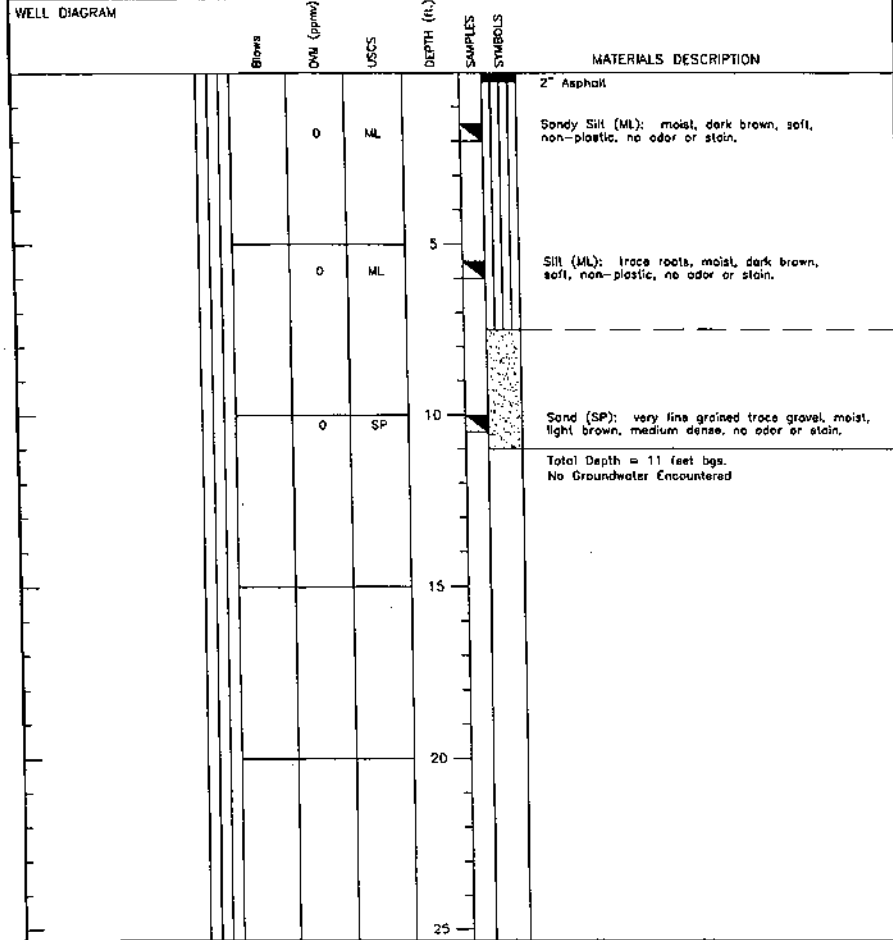 WELL DIAGRAM
Blows
OVM (ppmv)
USCS
DEPTH (ft.)
SAMPLES
SYMBOLS
MATERIALS DESCRIPTION
2" Asphalt
0 ML
Sandy Silt (ML): moist, dark brown, soft,
non-plastic, no odor or stain.
5
0 ML
Silt (ML): trace roots, moist, dark brown,
soft, non-plastic, no odor or stain.
10
0 SP
Sand (SP): very fine grained trace gravel, moist,
light brown, medium dense, no odor or stain.
Total Depth = 11 feet bgs.
No Groundwater Encountered
15
20
25